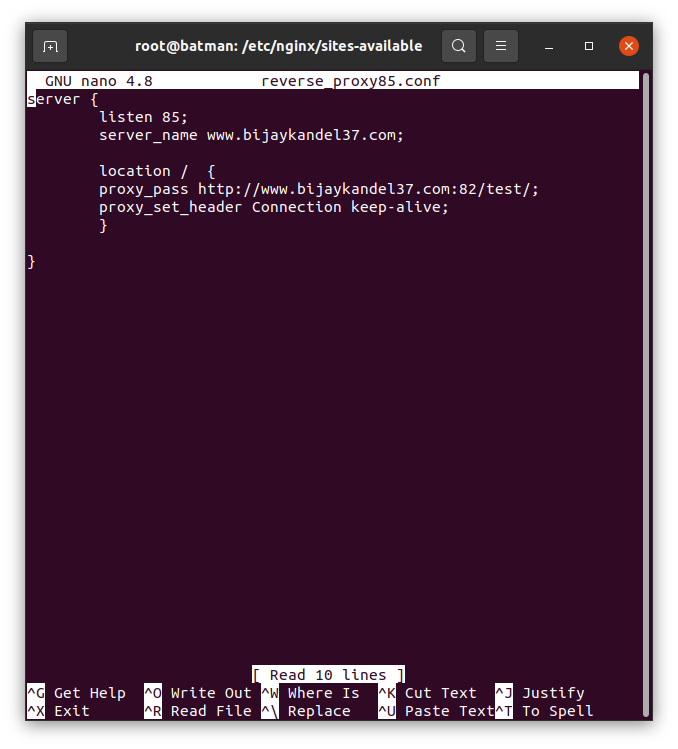 root@batman: /etc/nginx/sites-available
GNU nano 4.8 reverse_proxy85.conf
server {
listen 85;
server_name www.bijaykandel37.com;
location /  {
proxy_pass http://www.bijaykandel37.com:82/test/;
proxy_set_header Connection keep-alive;
}
}
[ Read 10 lines ]
^G Get Help ^O Write Out ^W Where Is ^K Cut Text ^J Justify
^X Exit ^R Read File ^\ Replace ^U Paste Text^T To Spell